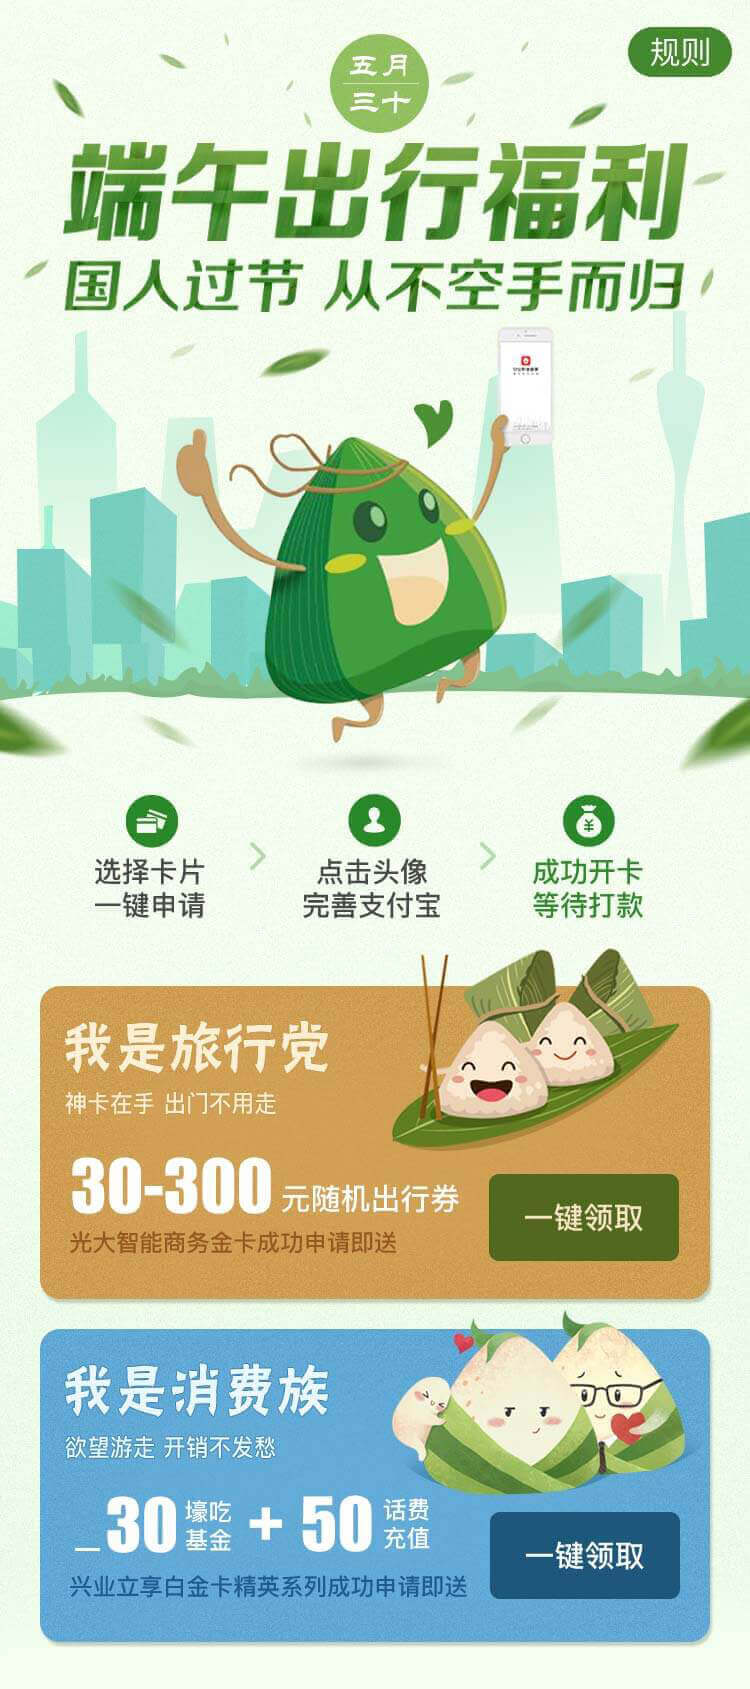 五月
三十
规则
端午出行福利
国人过节 从不空手而归
选择卡片
一键申请
点击头像
完善支付宝
成功开卡
等待打款
我是旅行党
神卡在手 出门不用走
30-300 元随机出行券
光大智能商务金卡成功申请即送
一键领取
我是消费族
欲望游走 开销不发愁
30 壕吃基金 + 50 话费充值
兴业立享白金卡精英系列成功申请即送
一键领取